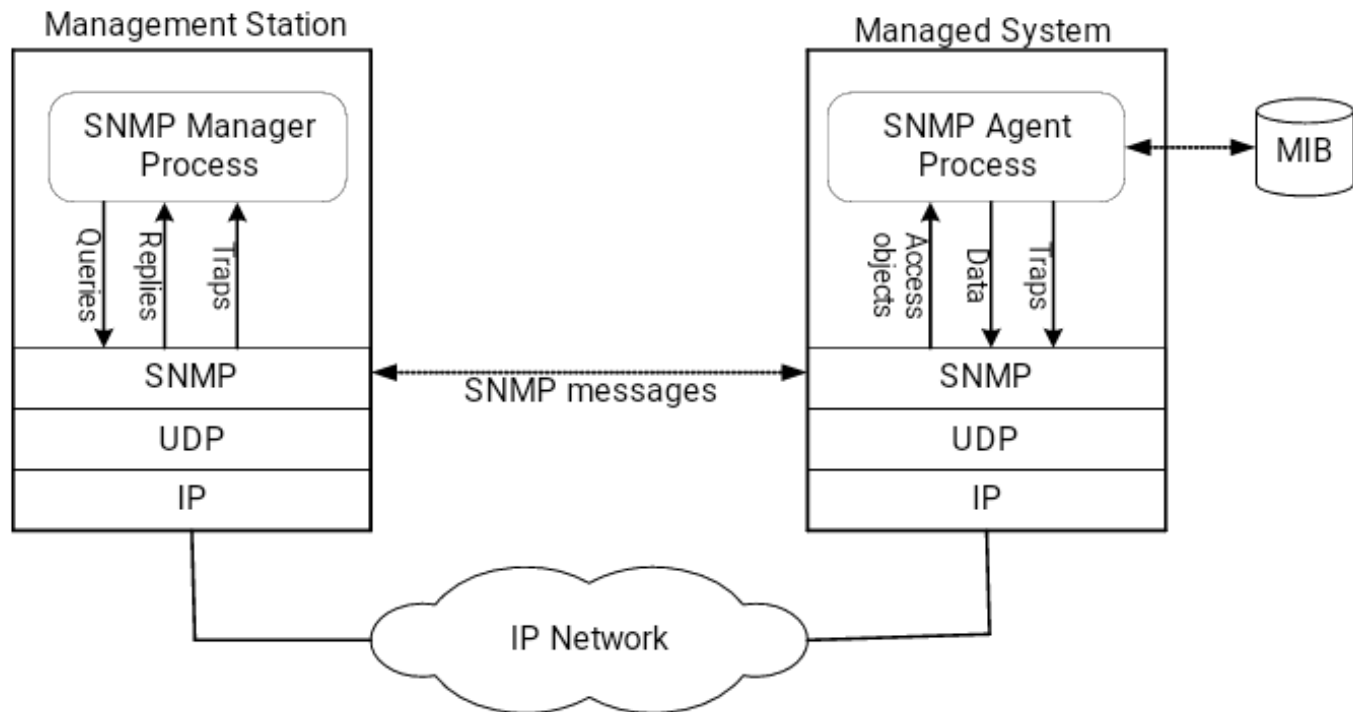 Management Station
SNMP Manager
Process
Queries
Replies
Traps
SNMP
UDP
IP
SNMP messages
Managed System
SNMP Agent
Process
MIB
Access
objects
Data
Traps
SNMP
UDP
IP
IP Network